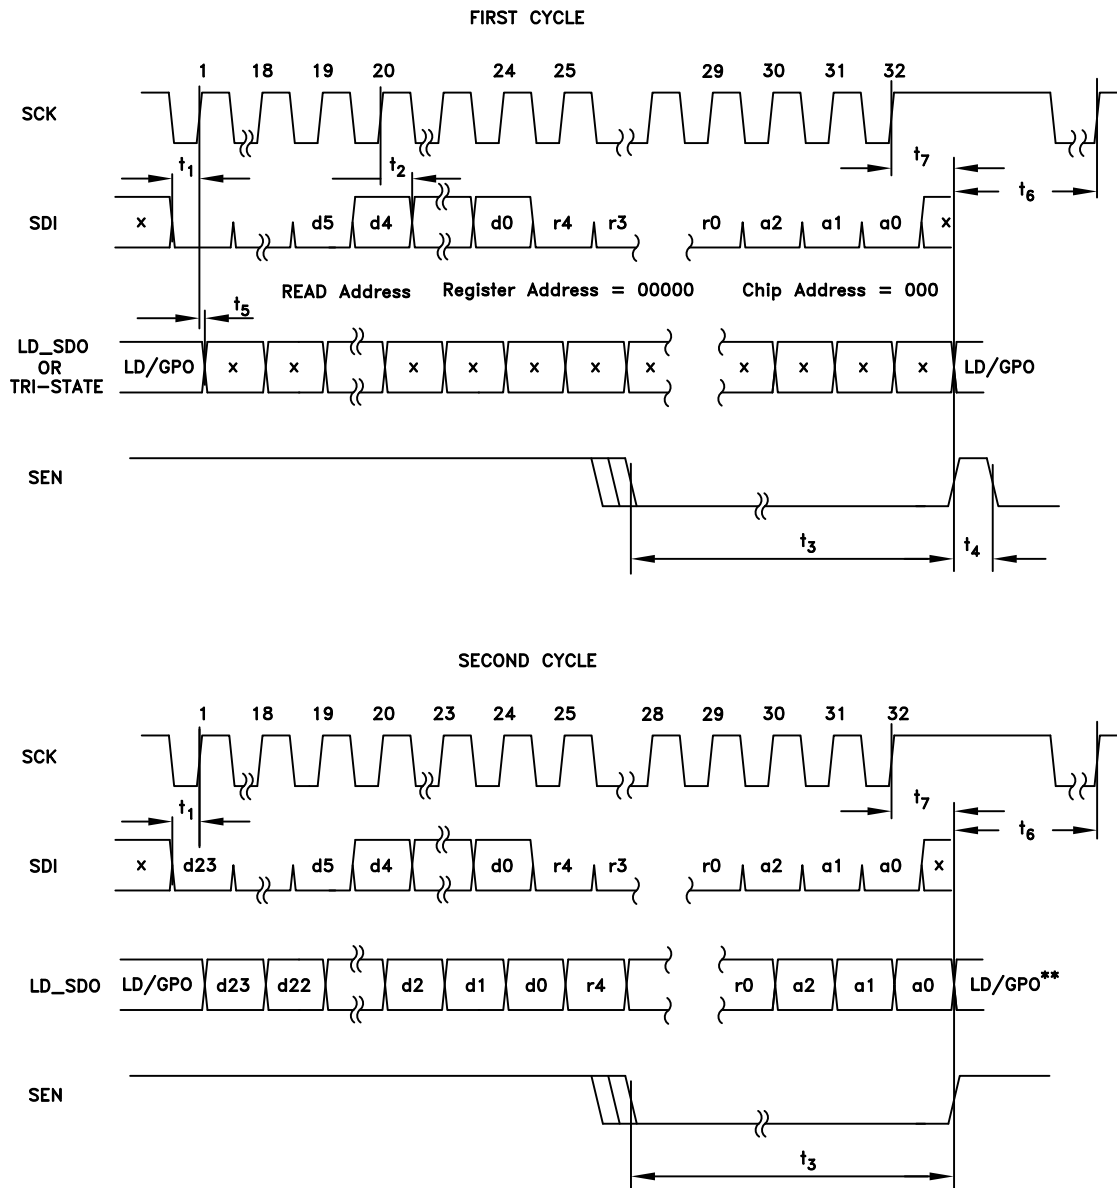 FIRST CYCLE
1 18 19 20 24 25 29 30 31 32
SCK
t1 t2 t7 t6
SDI x d5 d4 d0 r4 r3 r0 a2 a1 a0 x
READ Address Register Address = 00000 Chip Address = 000
t5
LD_SDO
OR
TRI-STATE
LD/GPO x x x x x x x x x x x LD/GPO
SEN
t3 t4
SECOND CYCLE
1 18 19 20 23 24 25 28 29 30 31 32
SCK
t1 t7 t6
SDI x d23 d5 d4 d0 r4 r3 r0 a2 a1 a0 x
LD_SDO LD/GPO d23 d22 d2 d1 d0 r4 r0 a2 a1 a0 LD/GPO**
SEN
t3